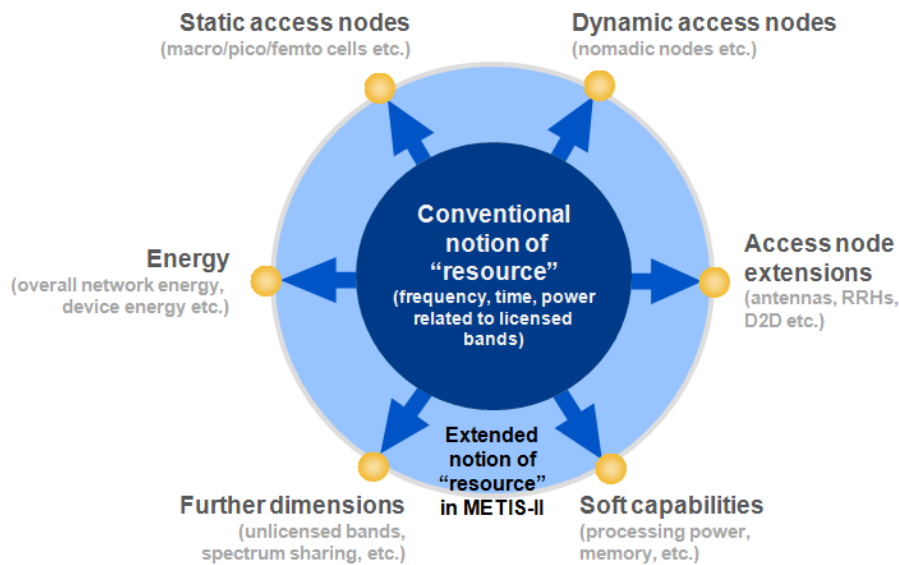 Static access nodes
(macro/pico/femto cells etc.)
Dynamic access nodes
(nomadic nodes etc.)
Conventional
notion of
“resource”
(frequency, time, power
related to licensed
bands)
Energy
(overall network energy,
device energy etc.)
Access node
extensions
(antennas, RRHs,
D2D etc.)
Extended
notion of
“resource”
in METIS-II
Further dimensions
(unlicensed bands,
spectrum sharing, etc.)
Soft capabilities
(processing power,
memory, etc.)